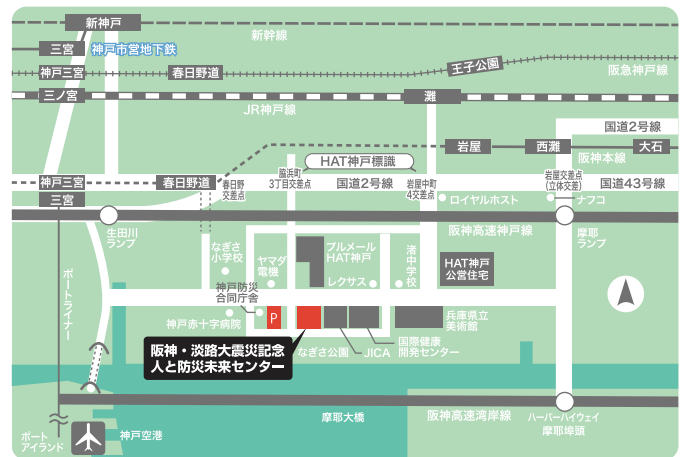 新神戸
新幹線
三宮
神戸市営地下鉄
神戸三宮
春日野道
王子公園
阪急神戸線
三ノ宮
JR神戸線
灘
国道2号線
岩屋
西灘
大石
阪神本線
HAT神戸標識
神戸三宮
春日野道
春日野
交差点
脇浜町
3丁目交差点
国道2号線
岩屋中町
4交差点
岩屋交差点
(立体交差)
国道43号線
三宮
ロイヤルホスト
ナフコ
生田川
ランプ
阪神高速神戸線
摩耶
ランプ
なぎさ
小学校
ヤマダ
電機
ブルメール
HAT神戸
レクサス
渚
中
学
校
HAT神戸
公営住宅
ポートライナー
神戸防災
合同庁舎
神戸赤十字病院
P
兵庫県立
美術館
国際健康
開発センター
JICA
なぎさ公園
阪神・淡路大震災記念
人と防災未来センター
摩耶大橋
阪神高速湾岸線
ハーバーハイウェイ
摩耶埠頭
ポート
アイランド
神戸空港